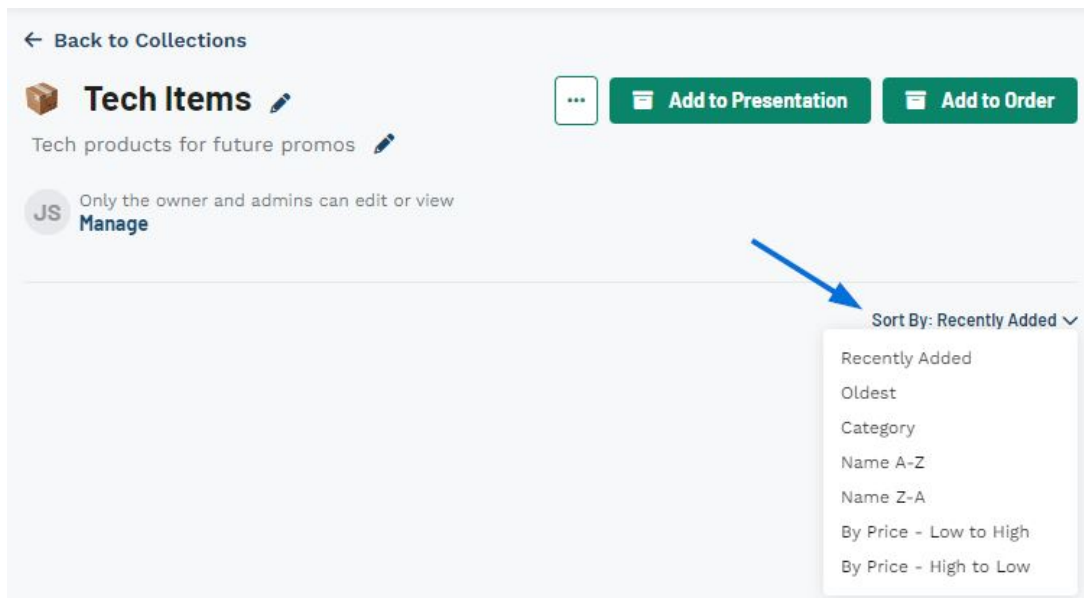 ← Back to Collections
Tech Items
... Add to Presentation Add to Order
Tech products for future promos
JS Only the owner and admins can edit or view
Manage
Sort By: Recently Added
Recently Added
Oldest
Category
Name A-Z
Name Z-A
By Price - Low to High
By Price - High to Low